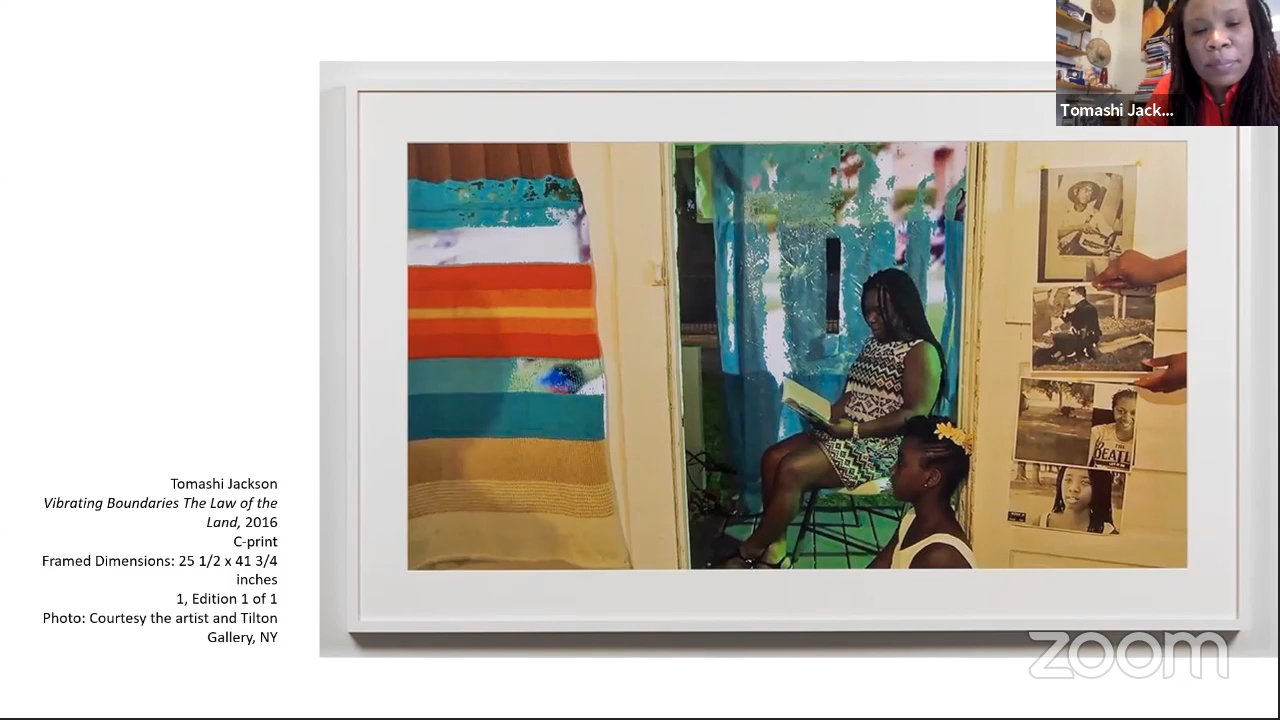 Tomashi Jack...
Tomashi Jackson
Vibrating Boundaries The Law of the
Land, 2016
C-print
Framed Dimensions: 25 1/2 x 41 3/4
inches
1, Edition 1 of 1
Photo: Courtesy the artist and Tilton
Gallery, NY
zoom